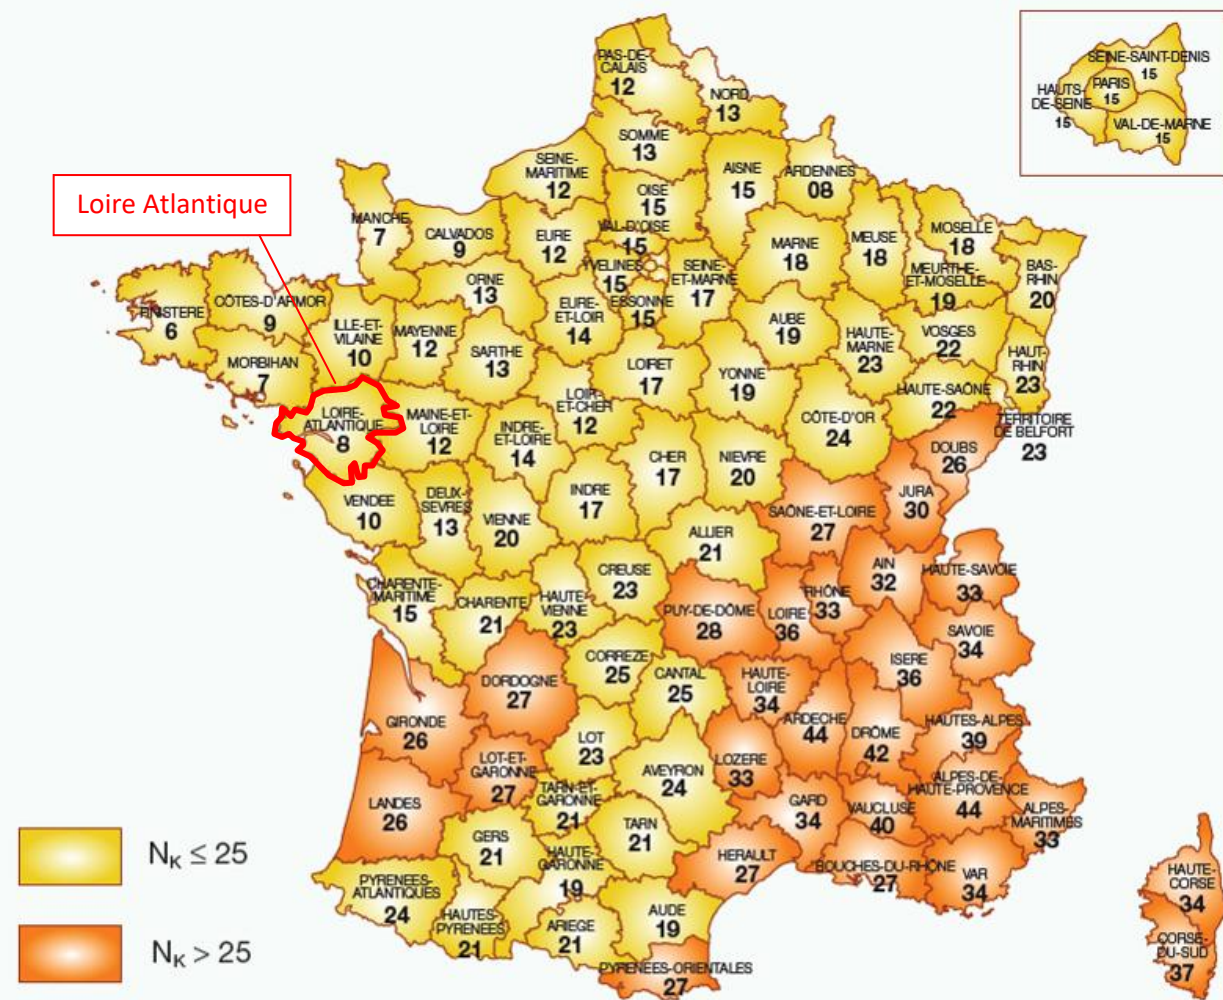 PAS-DE-
CALAIS
12
NORD
13
SOMME
13
SEINE-
MARITIME
12
AISNE
15
ARDENNES
08
OISE
15
SEINE-SAINT-DENIS
15
PARIS
15
HAUTS-
DE-SEINE
15
VAL-DE-MARNE
15
Loire Atlantique
MANCHE
7
CALVADOS
9
EURE
12
VAL-D'OISE
15
YVELINES
15
ESSONNE
15
SEINE-
ET-MARNE
17
MARNE
18
MEUSE
18
MOSELLE
18
MEURTHE-
ET-MOSELLE
19
BAS-
RHIN
20
ORNE
13
EURE-
ET-LOIR
14
AUBE
19
HAUTE-
MARNE
23
VOSGES
22
HAUT-
RHIN
23
FINISTERE
6
CÔTES-D'ARMOR
9
ILLE-ET-
VILAINE
10
MAYENNE
12
SARTHE
13
MORBIHAN
7
LOIRET
17
YONNE
19
HAUTE-SAÔNE
22
TERRITOIRE
DE BELFORT
23
LOIRE-
ATLANTIQUE
8
MAINE-ET-
LOIRE
12
INDRE-
ET-LOIRE
14
LOIR-
ET-CHER
12
CHER
17
NIEVRE
20
CÔTE-D'OR
24
DOUBS
26
JURA
30
VENDEE
10
DEUX-
SEVRES
13
VIENNE
20
INDRE
17
ALLIER
21
SAÔNE-ET-LOIRE
27
AIN
32
HAUTE-SAVOIE
33
CHARENTE-
MARITIME
15
CHARENTE
21
HAUTE
VIENNE
23
CREUSE
23
PUY-DE-DÔME
28
LOIRE
36
RHÔNE
33
SAVOIE
34
ISERE
36
CORREZE
25
CANTAL
25
HAUTE-
LOIRE
34
DORDOGNE
27
GIRONDE
26
LOT
23
AVEYRON
24
LOZERE
33
ARDECHE
44
DRÔME
42
HAUTES-ALPES
39
LOT-ET-
GARONNE
27
TARN-ET-
GARONNE
21
LANDES
26
GERS
21
TARN
21
GARD
34
VAUCLUSE
40
ALPES-DE-
HAUTE-PROVENCE
44
ALPES-
MARITIMES
33
HAUTE-
GARONNE
19
HERAULT
27
BOUCHES-DU-RHÔNE
27
VAR
34
PYRENEES-
ATLANTIQUES
24
HAUTES-
PYRENEES
21
ARIEGE
21
AUDE
19
PYRENEES-ORIENTALES
27
HAUTE-
CORSE
34
CORSE-
DU-SUD
37
Nₖ ≤ 25
Nₖ > 25